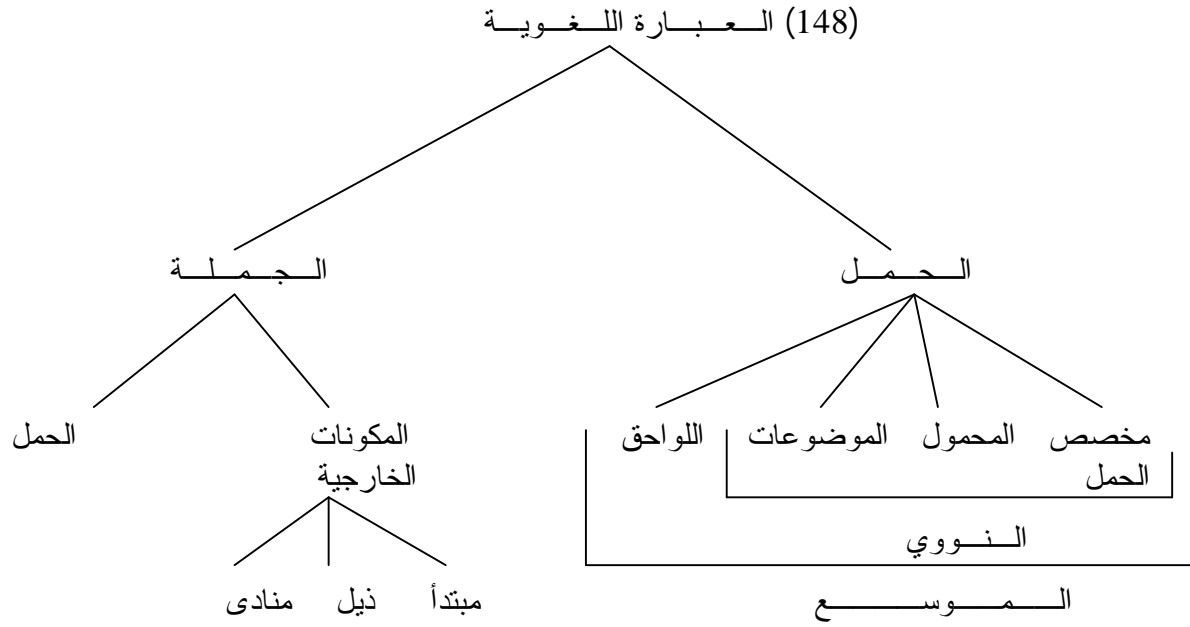 (148) العبارة اللغوية
الحمل الجملة
مخصص المحمول الموضوعات اللواحق المكونات الحمل
الحمل الخارجية
النووي
مبتدأ ذيل منادى
الموسع